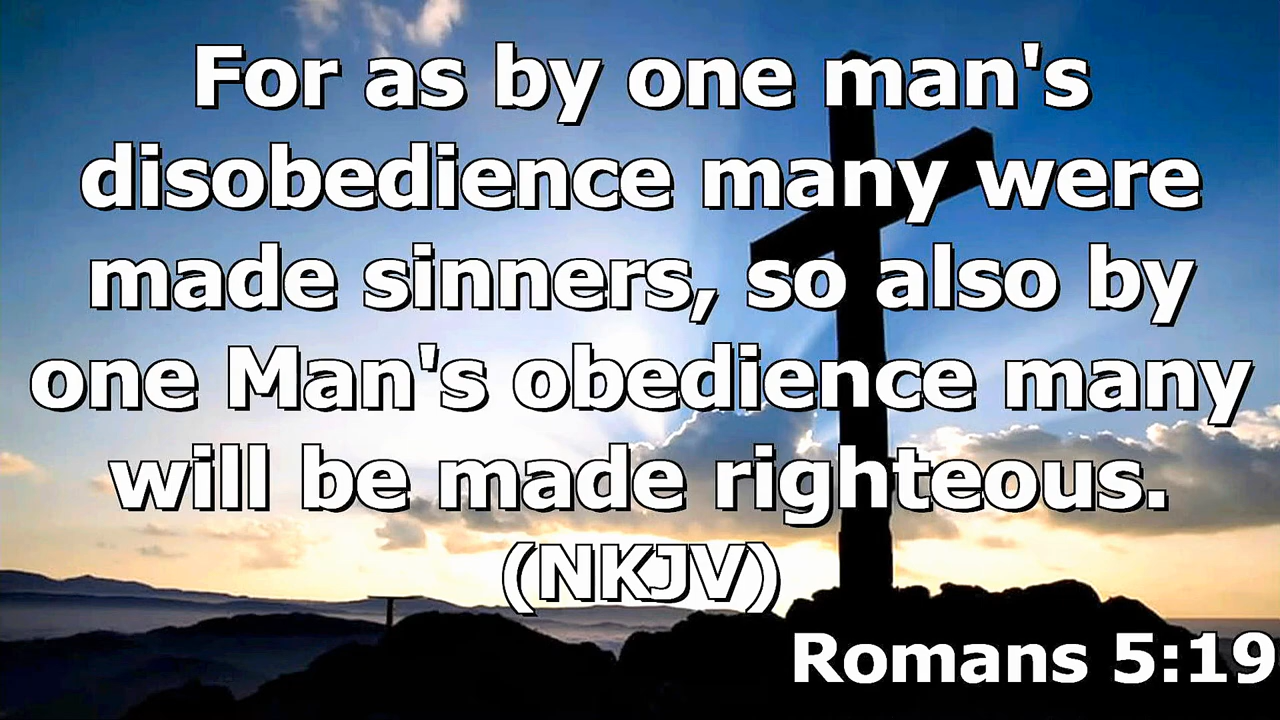 For as by one man's
disobedience many were
made sinners, so also by
one Man's obedience many
will be made righteous.
(NKJV)
Romans 5:19